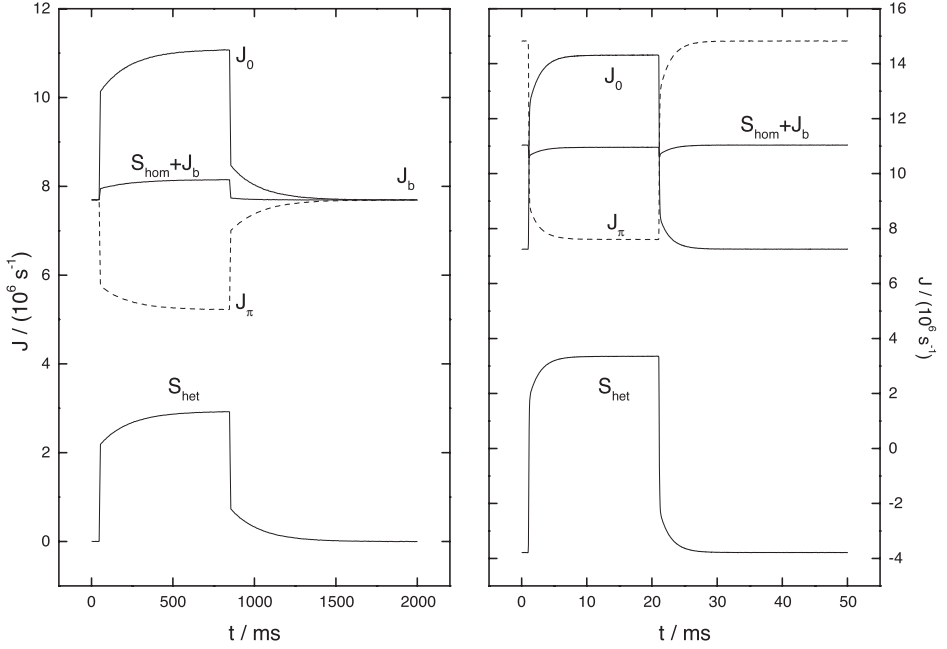 12
10
8
6
4
2
0
J / (10⁶ s⁻¹)
J₀
S_hom+J_b
J_b
J_π
S_het
0
500
1000
1500
2000
t / ms
16
14
12
10
8
6
4
2
0
-2
-4
J / (10⁶ s⁻¹)
J₀
S_hom+J_b
J_π
S_het
0
10
20
30
40
50
t / ms